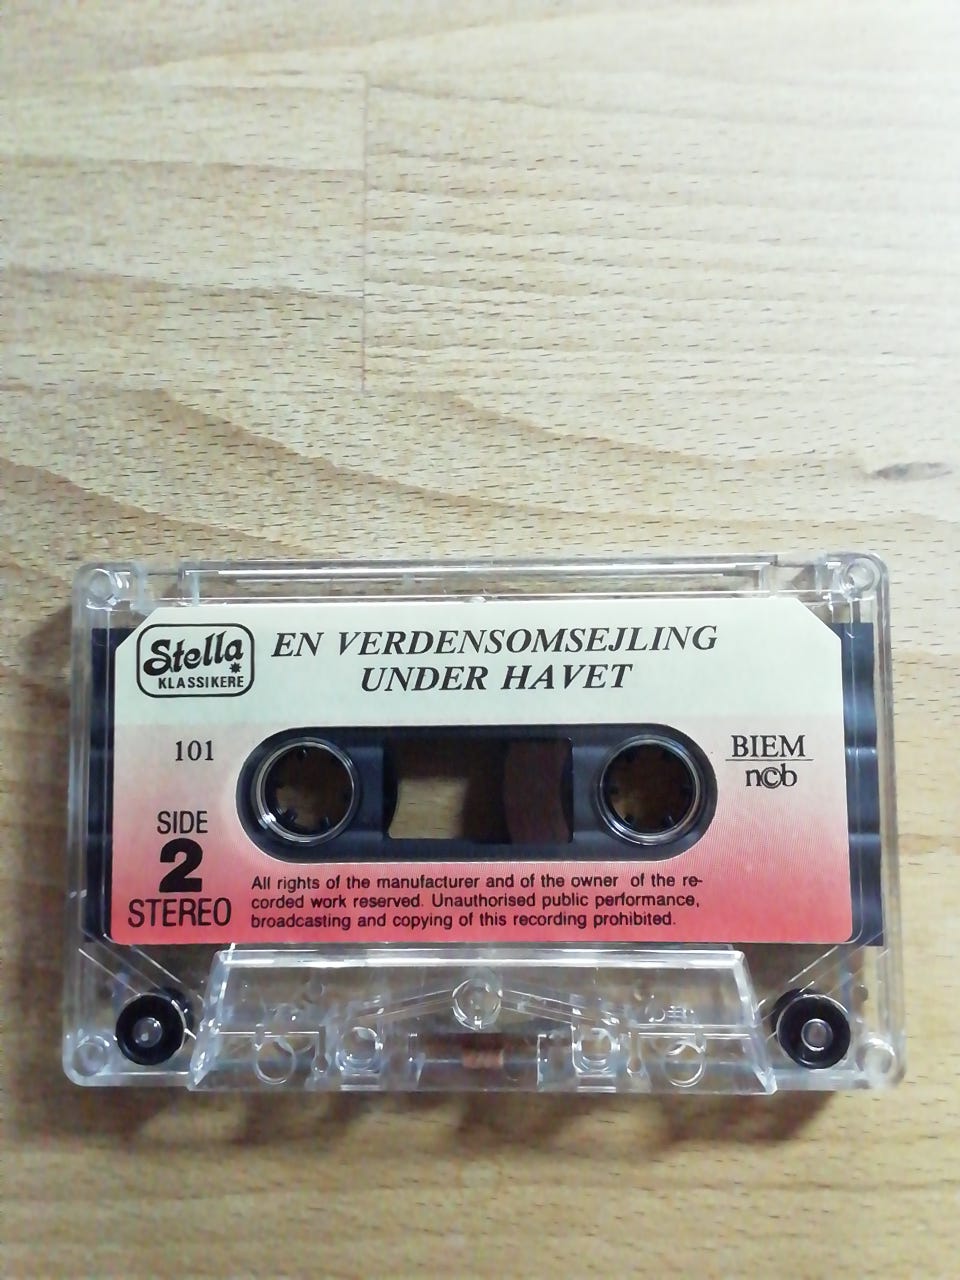 Stella
KLASSIKERE
EN VERDENSOMSEJLING
UNDER HAVET
101
BIEM
n©b
SIDE
2
STEREO
All rights of the manufacturer and of the owner of the re-
corded work reserved. Unauthorised public performance,
broadcasting and copying of this recording prohibited.